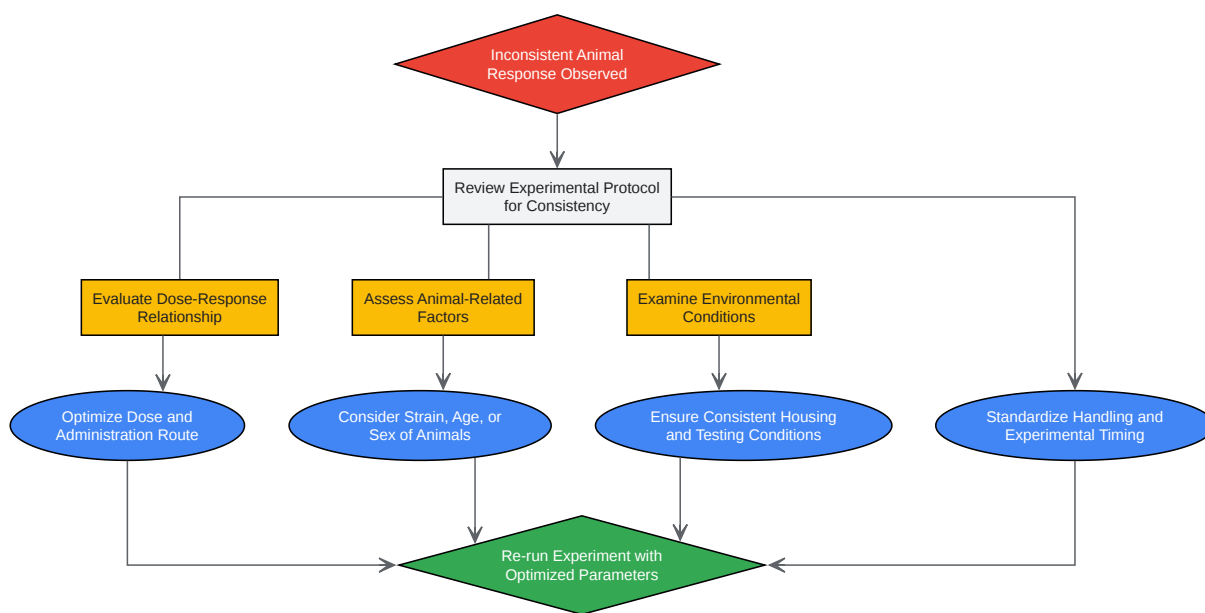 Inconsistent Animal
Response Observed
Review Experimental Protocol
for Consistency
Evaluate Dose-Response
Relationship
Assess Animal-Related
Factors
Examine Environmental
Conditions
Optimize Dose and
Administration Route
Consider Strain, Age, or
Sex of Animals
Ensure Consistent Housing
and Testing Conditions
Standardize Handling and
Experimental Timing
Re-run Experiment with
Optimized Parameters